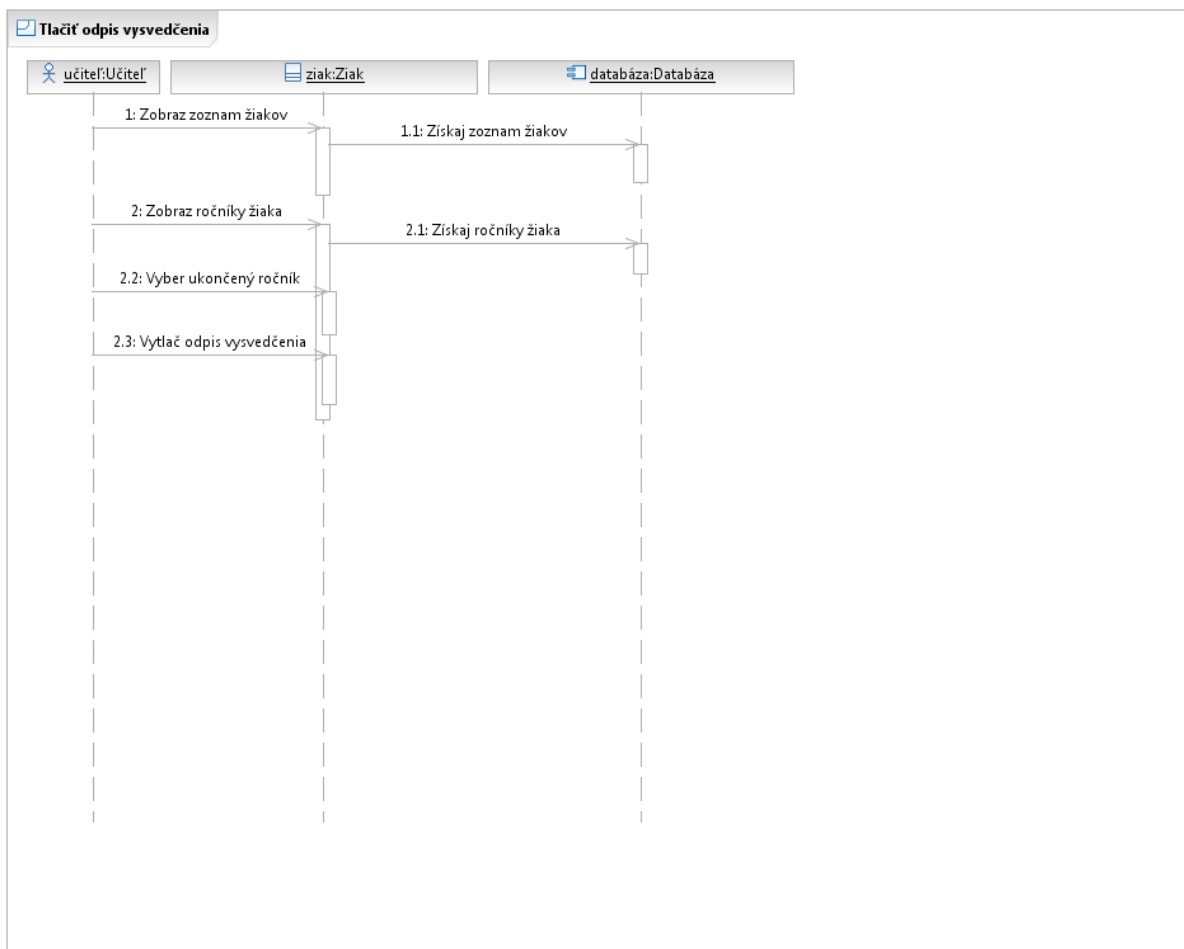 Tlačiť odpis vysvedčenia
učiteľ:Učiteľ
ziak:Ziak
databáza:Databáza
1: Zobraz zoznam žiakov
1.1: Získaj zoznam žiakov
2: Zobraz ročníky žiaka
2.1: Získaj ročníky žiaka
2.2: Vyber ukončený ročník
2.3: Vytlač odpis vysvedčenia